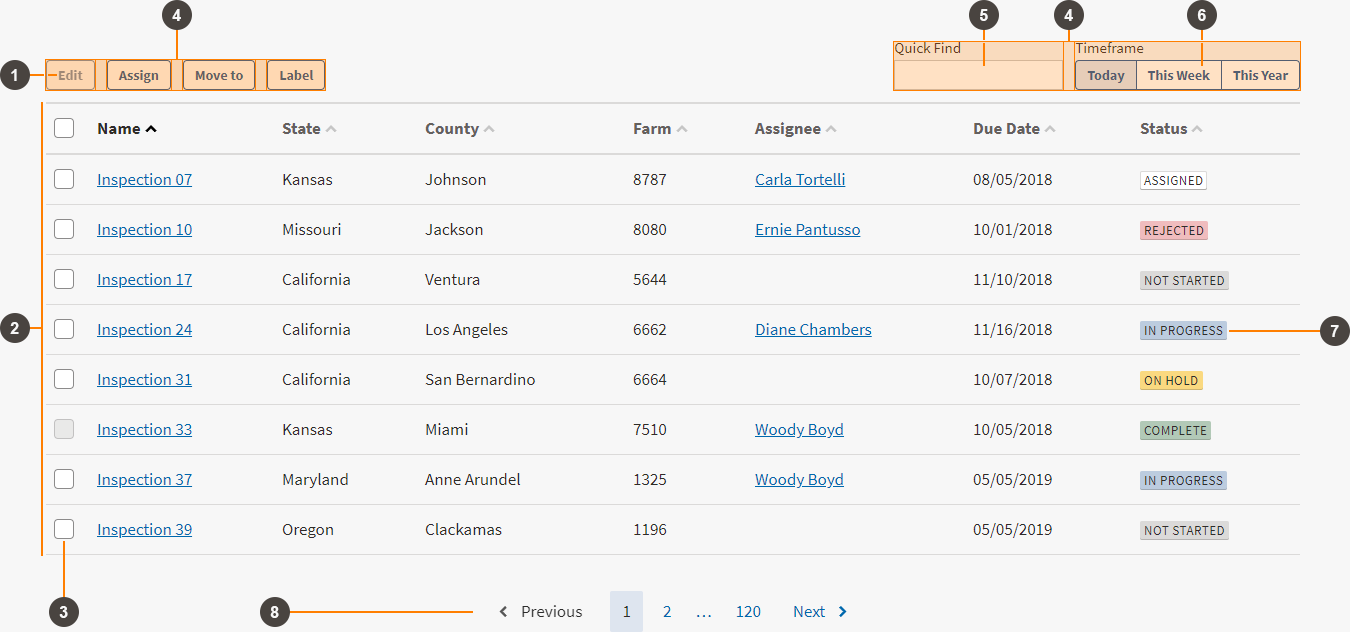 4 5 4 6
Quick Find Timeframe
1 Edit Assign Move to Label Today This Week This Year
Name State County Farm Assignee Due Date Status
Inspection 07 Kansas Johnson 8787 Carla Tortelli 08/05/2018 ASSIGNED
Inspection 10 Missouri Jackson 8080 Ernie Pantusso 10/01/2018 REJECTED
Inspection 17 California Ventura 5644 11/10/2018 NOT STARTED
2 Inspection 24 California Los Angeles 6662 Diane Chambers 11/16/2018 IN PROGRESS 7
Inspection 31 California San Bernardino 6664 10/07/2018 ON HOLD
Inspection 33 Kansas Miami 7510 Woody Boyd 10/05/2018 COMPLETE
Inspection 37 Maryland Anne Arundel 1325 Woody Boyd 05/05/2019 IN PROGRESS
Inspection 39 Oregon Clackamas 1196 05/05/2019 NOT STARTED
3 8 Previous 1 2 ... 120 Next